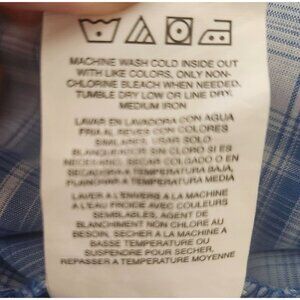 MACHINE WASH COLD INSIDE OUT
WITH LIKE COLORS, ONLY NON-
CHLORINE BLEACH WHEN NEEDED,
TUMBLE DRY LOW OR LINE DRY,
MEDIUM IRON
LAVAR EN LAVADORA CON AGUA
FRIA AL REVES CON COLORES
SIMILARES, USAR SOLO
BLANQUEADOR SIN CLORO SI ES
NECESARIO, SECAR COLGADO O EN
SECADORA A TEMPERATURA BAJA,
PLANCHAR A TEMPERATURA MEDIA
LAVER A L'ENVERS A LA MACHINE
A L'EAU FROIDE AVEC COULEURS
SEMBLABLES, AGENT DE
BLANCHIMENT NON CHLORE AU
BESOIN, SECHER A LA MACHINE A
BASSE TEMPERATURE OU
SUSPENDRE POUR SECHER,
REPASSER A TEMPERATURE MOYENNE